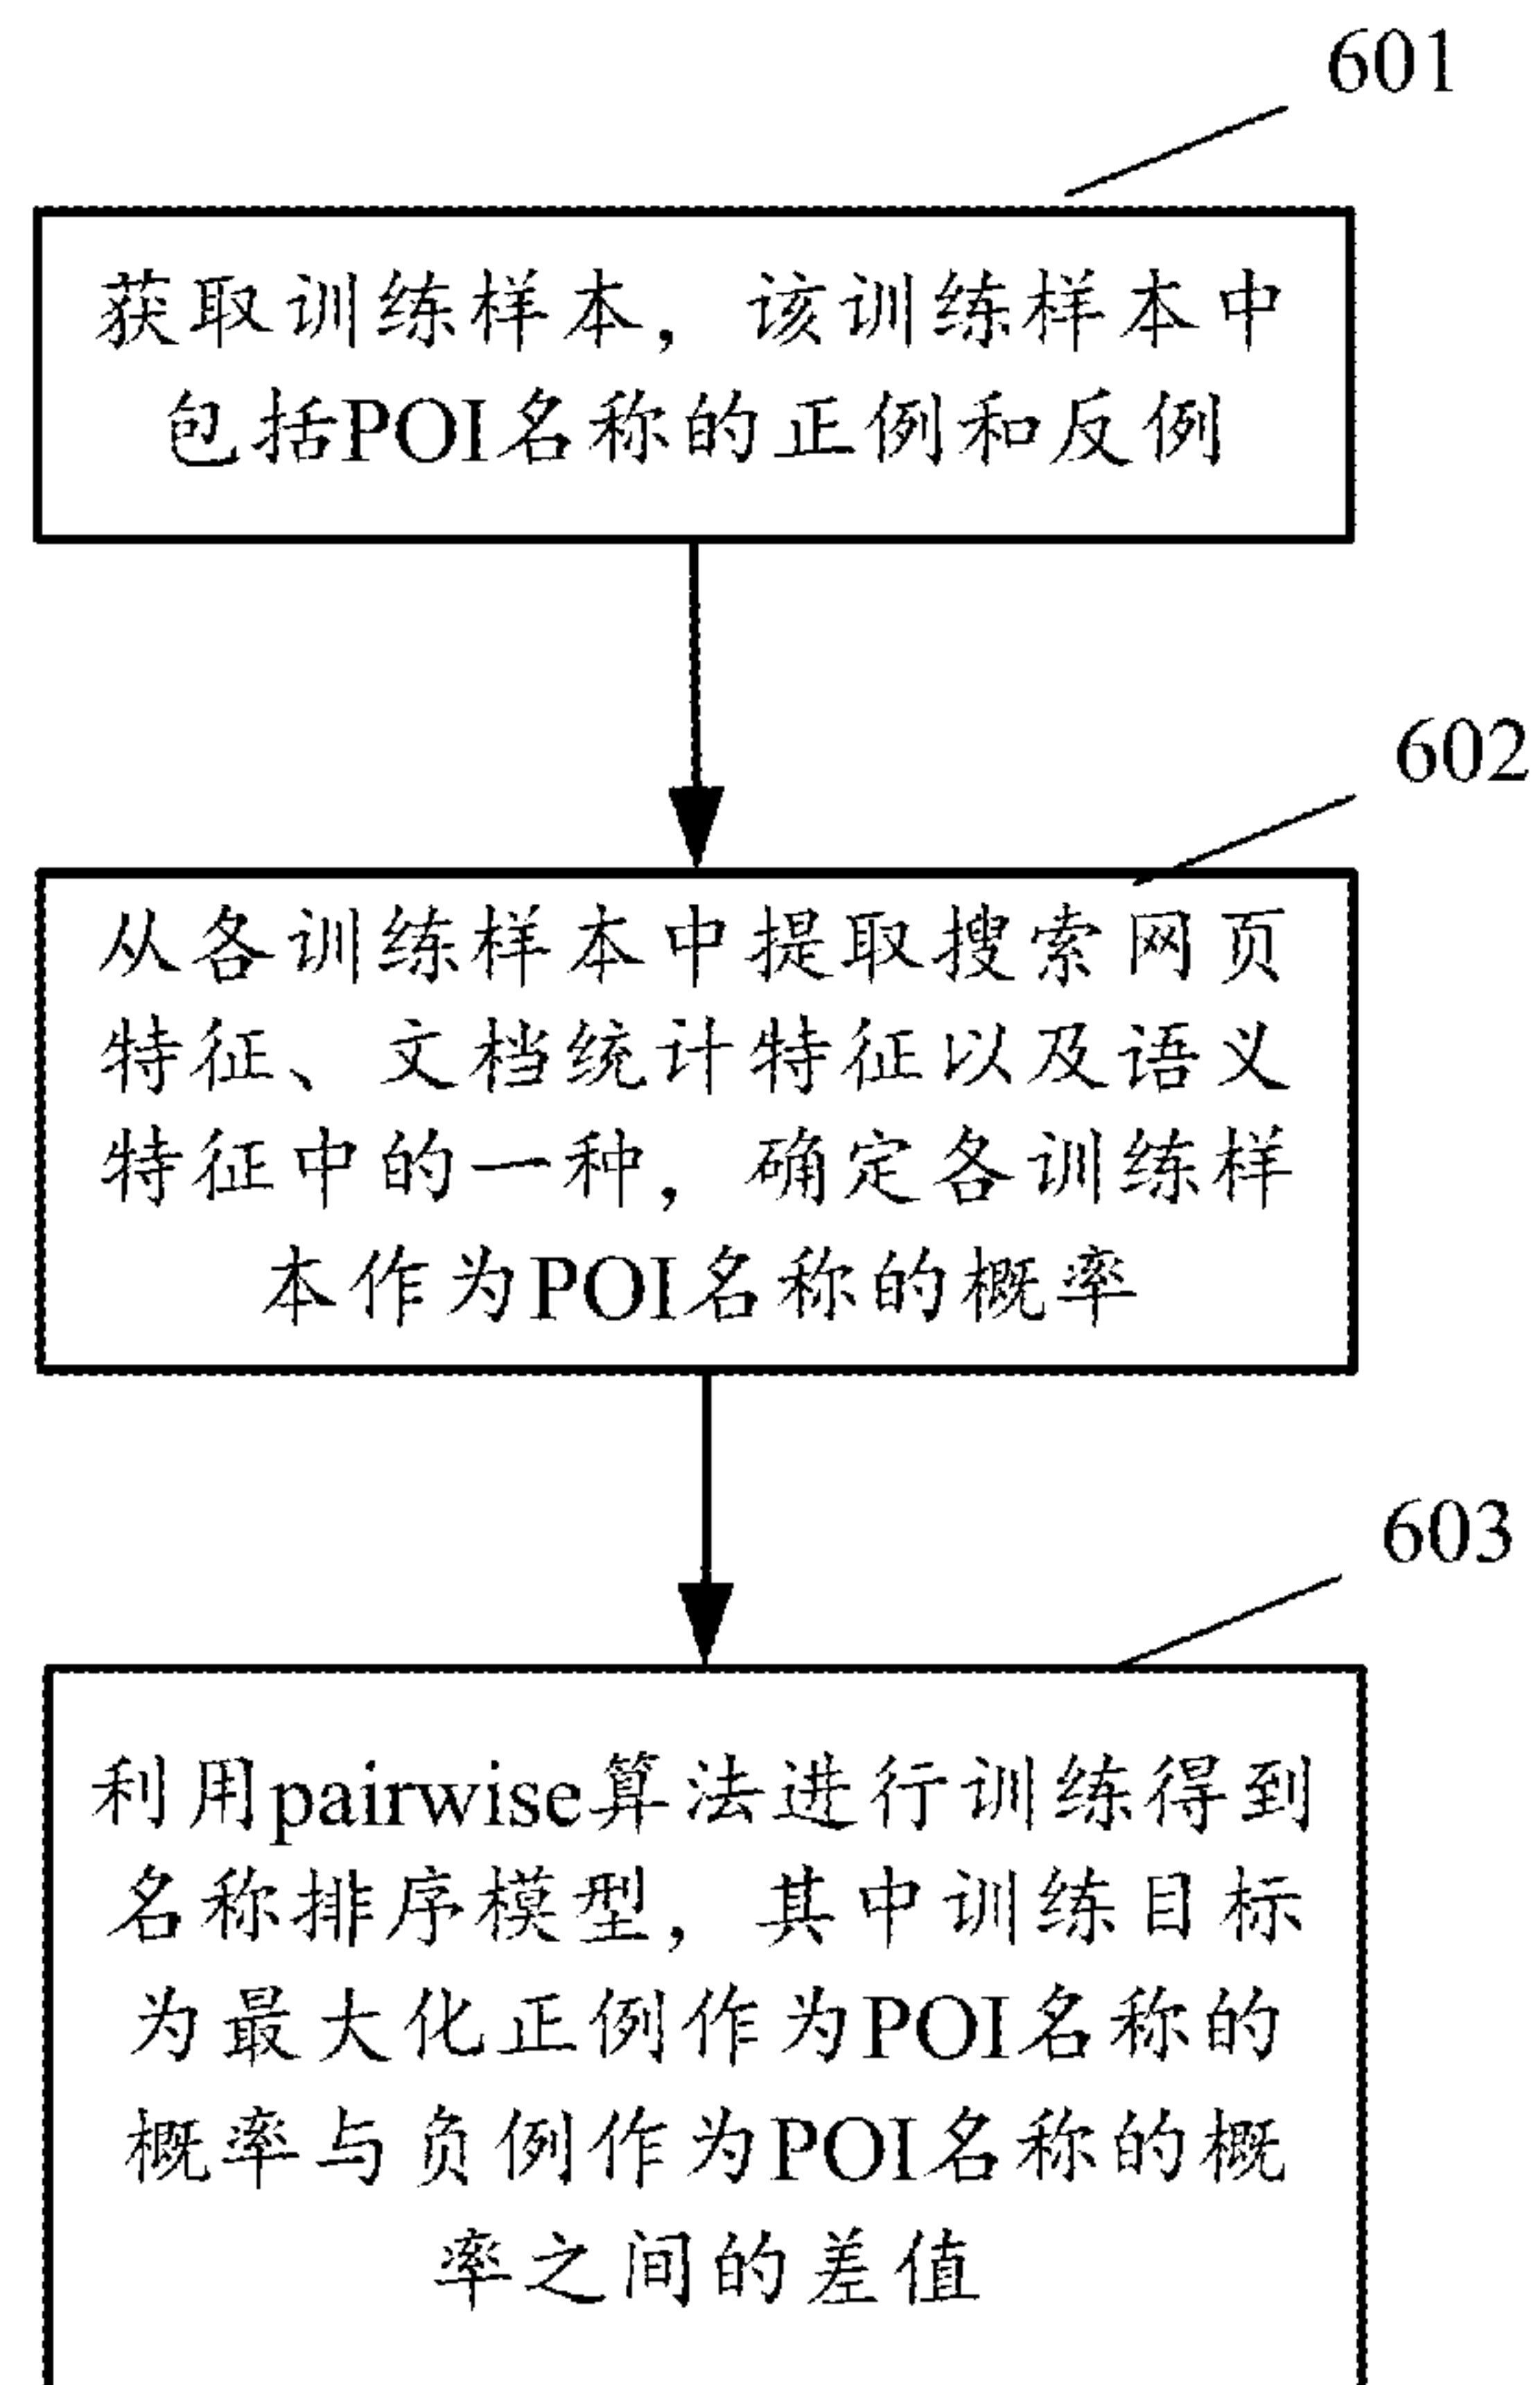 601
获取训练样本，该训练样本中
包括POI名称的正例和反例
602
从各训练样本中提取搜索网页
特征、文档统计特征以及语义
特征中的一种，确定各训练样
本作为POI名称的概率
603
利用pairwise算法进行训练得到
名称排序模型，其中训练目标
为最大化正例作为POI名称的
概率与负例作为POI名称的概
率之间的差值